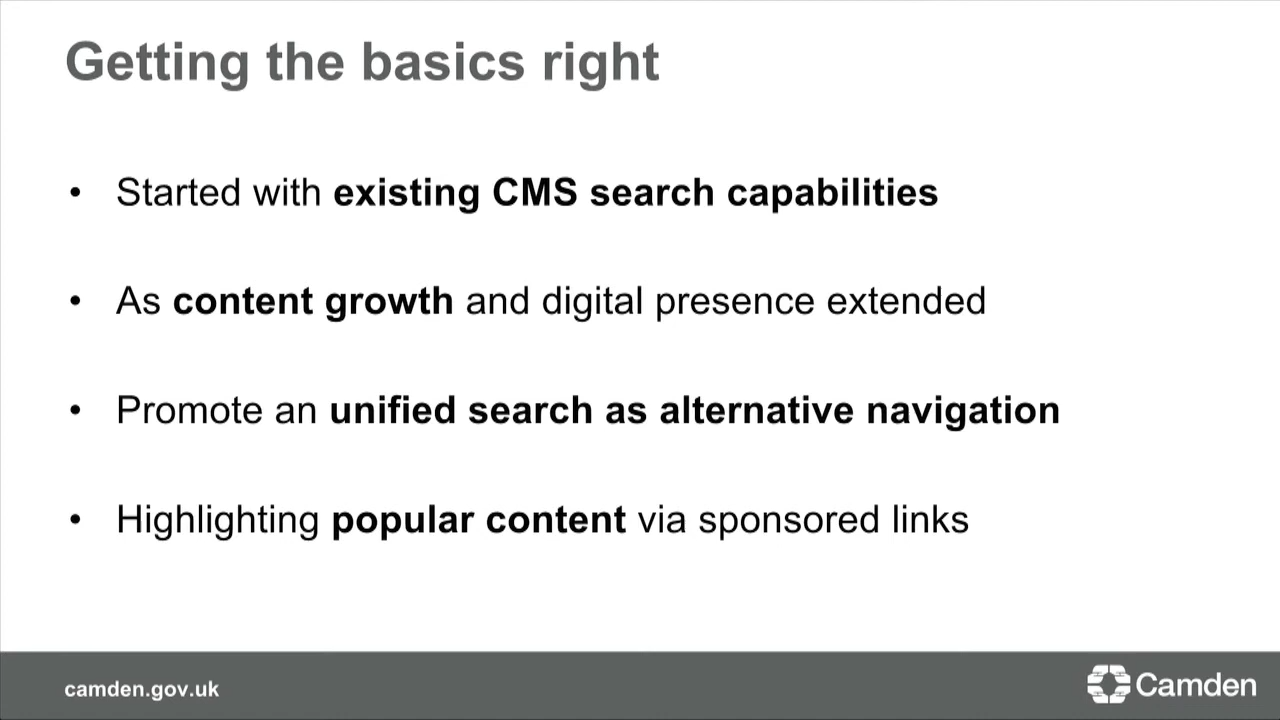 Getting the basics right
• Started with existing CMS search capabilities
• As content growth and digital presence extended
• Promote an unified search as alternative navigation
• Highlighting popular content via sponsored links
camden.gov.uk
Camden